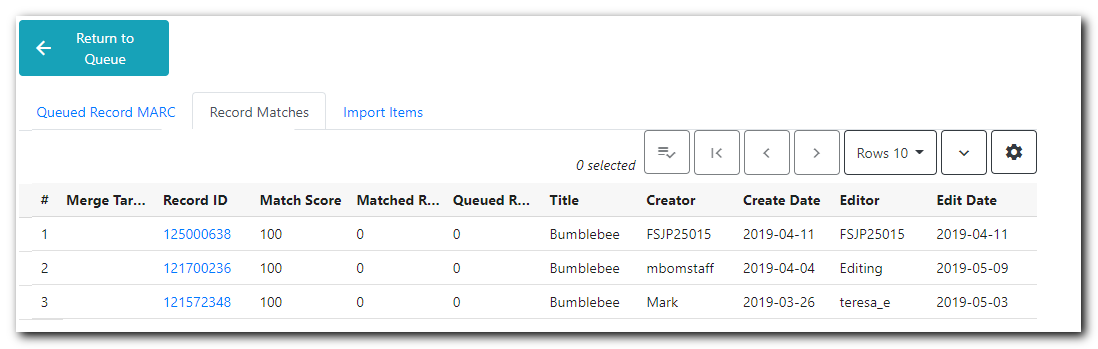 Return to
Queue
Queued Record MARC Record Matches Import Items
0 selected Rows 10
# Merge Tar... Record ID Match Score Matched R... Queued R... Title Creator Create Date Editor Edit Date
1 125000638 100 0 0 Bumblebee FSJP25015 2019-04-11 FSJP25015 2019-04-11
2 121700236 100 0 0 Bumblebee mbomstaff 2019-04-04 Editing 2019-05-09
3 121572348 100 0 0 Bumblebee Mark 2019-03-26 teresa_e 2019-05-03